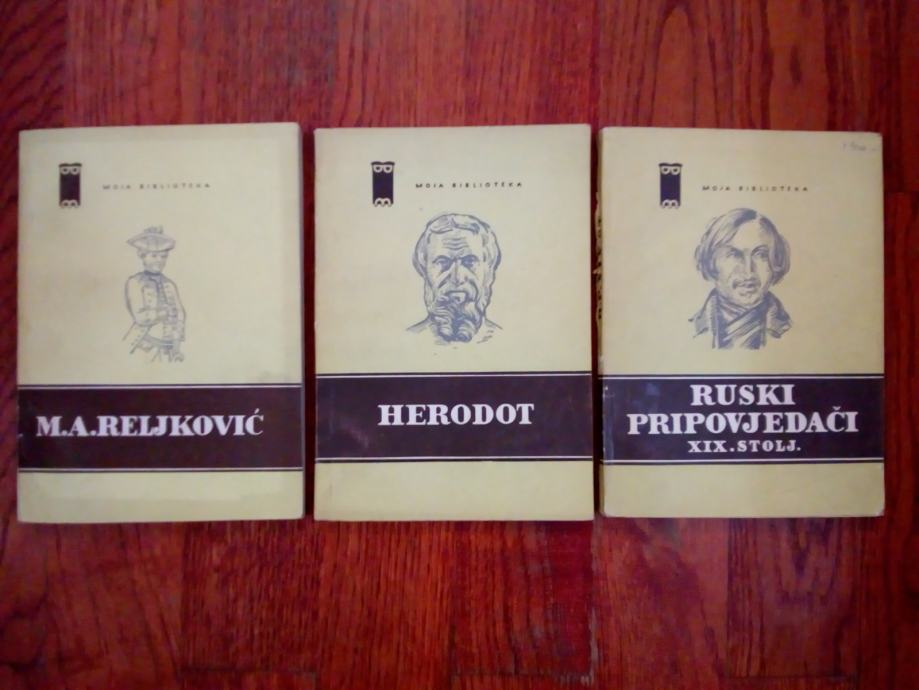 MOJA BIBLIOTEKA
M.A.RELJKOVIĆ
MOJA BIBLIOTEKA
HERODOT
MOJA BIBLIOTEKA
RUSKI
PRIPOVJEDAČI
XIX.STOLJ.